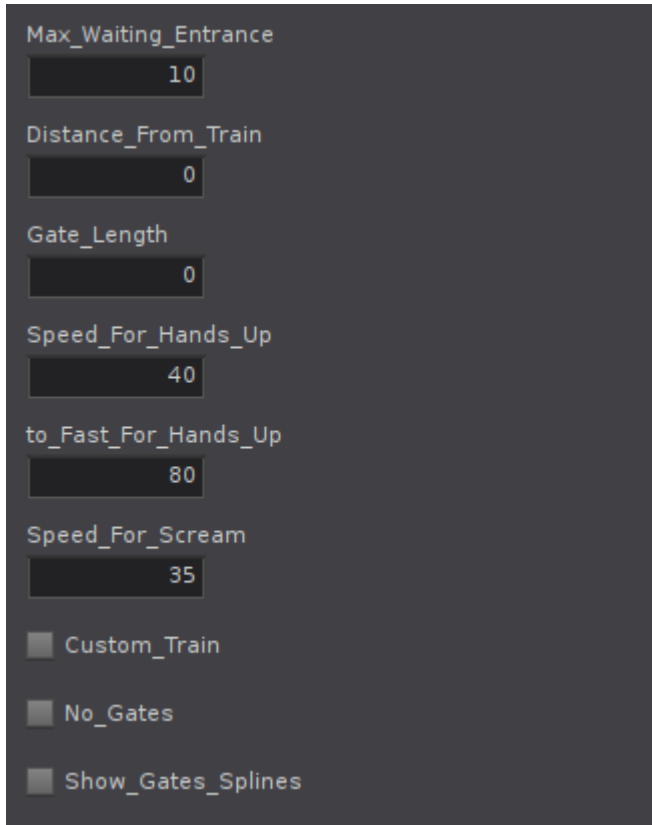 Max_Waiting_Entrance
10
Distance_From_Train
0
Gate_Length
0
Speed_For_Hands_Up
40
to_Fast_For_Hands_Up
80
Speed_For_Scream
35
Custom_Train
No_Gates
Show_Gates_Splines